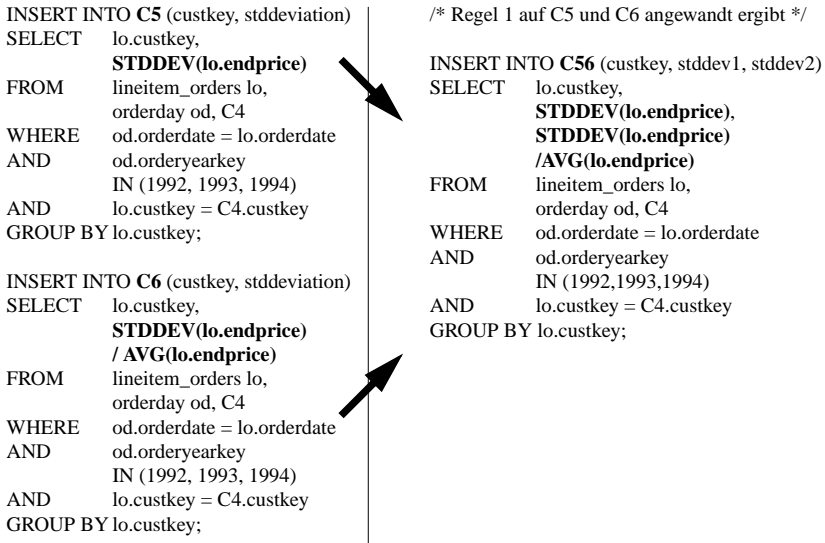 INSERT INTO C5 (custkey, stddeviation)
SELECT lo.custkey,
STDDEV(lo.endprice)
FROM lineitem_orders lo,
orderday od, C4
WHERE od.orderdate = lo.orderdate
AND od.orderyearkey
IN (1992, 1993, 1994)
AND lo.custkey = C4.custkey
GROUP BY lo.custkey;
INSERT INTO C6 (custkey, stddeviation)
SELECT lo.custkey,
STDDEV(lo.endprice)
/ AVG(lo.endprice)
FROM lineitem_orders lo,
orderday od, C4
WHERE od.orderdate = lo.orderdate
AND od.orderyearkey
IN (1992, 1993, 1994)
AND lo.custkey = C4.custkey
GROUP BY lo.custkey;
/* Regel 1 auf C5 und C6 angewandt ergibt */
INSERT INTO C56 (custkey, stddev1, stddev2)
SELECT lo.custkey,
STDDEV(lo.endprice),
STDDEV(lo.endprice)
/AVG(lo.endprice)
FROM lineitem_orders lo,
orderday od, C4
WHERE od.orderdate = lo.orderdate
AND od.orderyearkey
IN (1992,1993,1994)
AND lo.custkey = C4.custkey
GROUP BY lo.custkey;